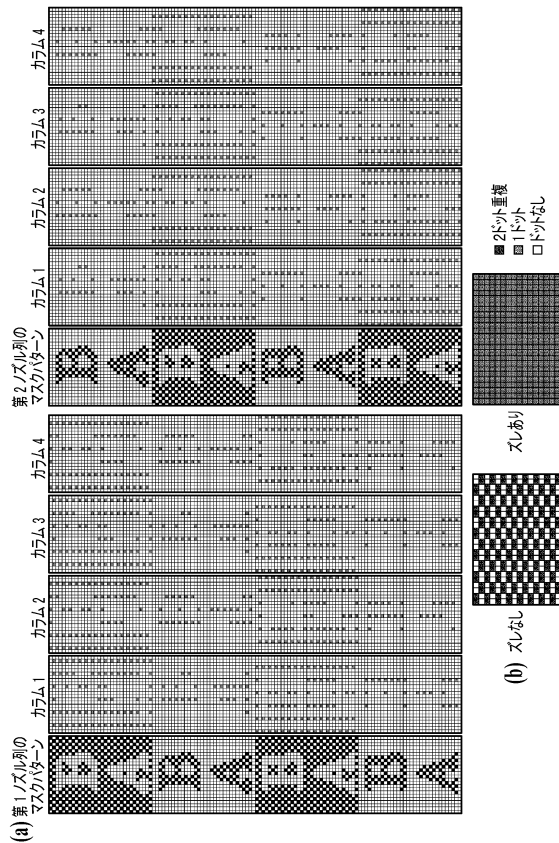 (a)
第1ノズル列の
マスクパターン
カラム1
カラム2
カラム3
カラム4
第2ノズル列の
マスクパターン
カラム1
カラム2
カラム3
カラム4
B
A
B
A
B
A
B
A
B
A
B
A
B
A
B
A
(b)
ズレなし
ズレあり
2ドット重複
1ドット
ドットなし